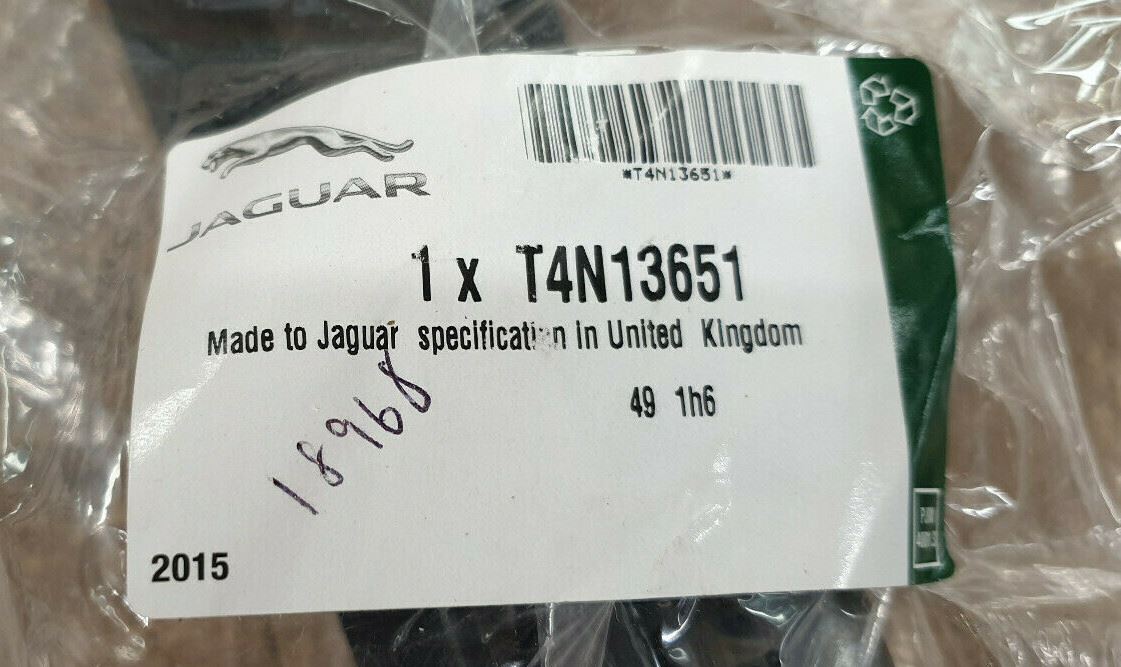 *T4N13651*
JAGUAR
1 x T4N13651
Made to Jaguar specification in United Kingdom
49 1h6
18968
2015